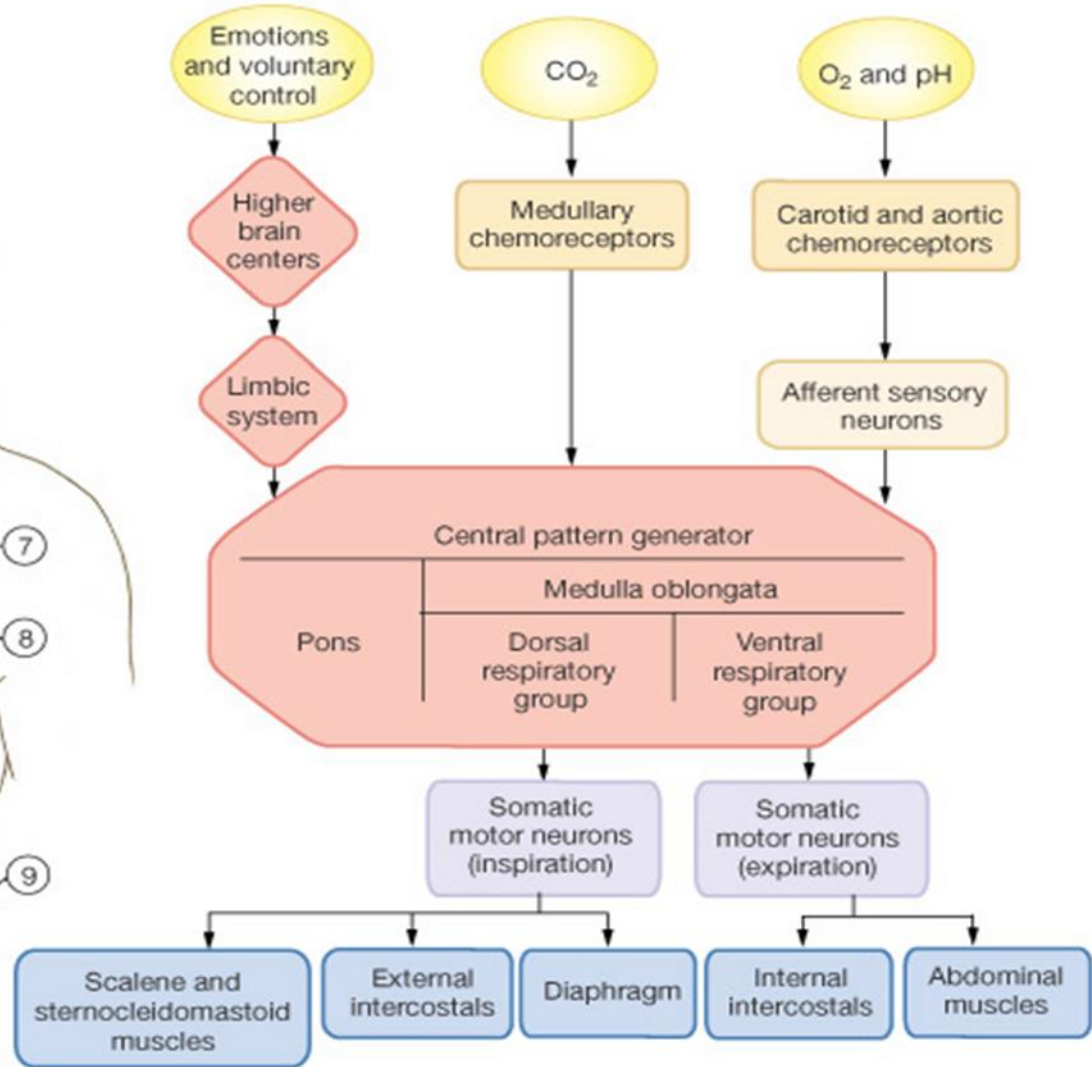 Emotions
and voluntary
control
CO₂
O₂ and pH
Higher
brain
centers
Medullary
chemoreceptors
Carotid and aortic
chemoreceptors
Limbic
system
Afferent sensory
neurons
Central pattern generator
Medulla oblongata
Pons
Dorsal
respiratory
group
Ventral
respiratory
group
7
8
9
Somatic
motor neurons
(inspiration)
Somatic
motor neurons
(expiration)
Scalene and
sternocleidomastoid
muscles
External
intercostals
Diaphragm
Internal
intercostals
Abdominal
muscles